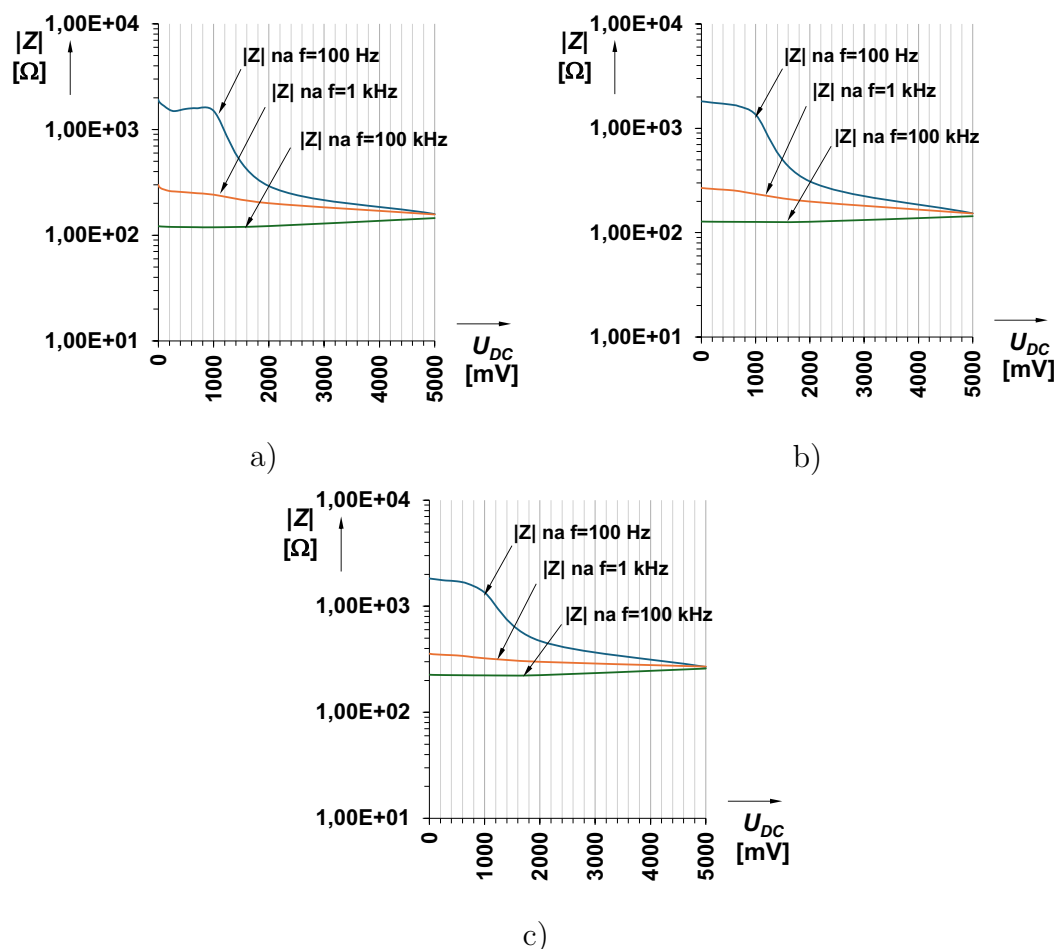 1,00E+04
|Z|
[Ω]
|Z| na f=100 Hz
|Z| na f=1 kHz
1,00E+03
|Z| na f=100 kHz
1,00E+02
1,00E+01
0 1000 2000 3000 4000 5000
U_DC
[mV]
a)
1,00E+04
|Z|
[Ω]
|Z| na f=100 Hz
|Z| na f=1 kHz
1,00E+03
|Z| na f=100 kHz
1,00E+02
1,00E+01
0 1000 2000 3000 4000 5000
U_DC
[mV]
b)
1,00E+04
|Z|
[Ω]
|Z| na f=100 Hz
|Z| na f=1 kHz
1,00E+03
|Z| na f=100 kHz
1,00E+02
1,00E+01
0 1000 2000 3000 4000 5000
U_DC
[mV]
c)